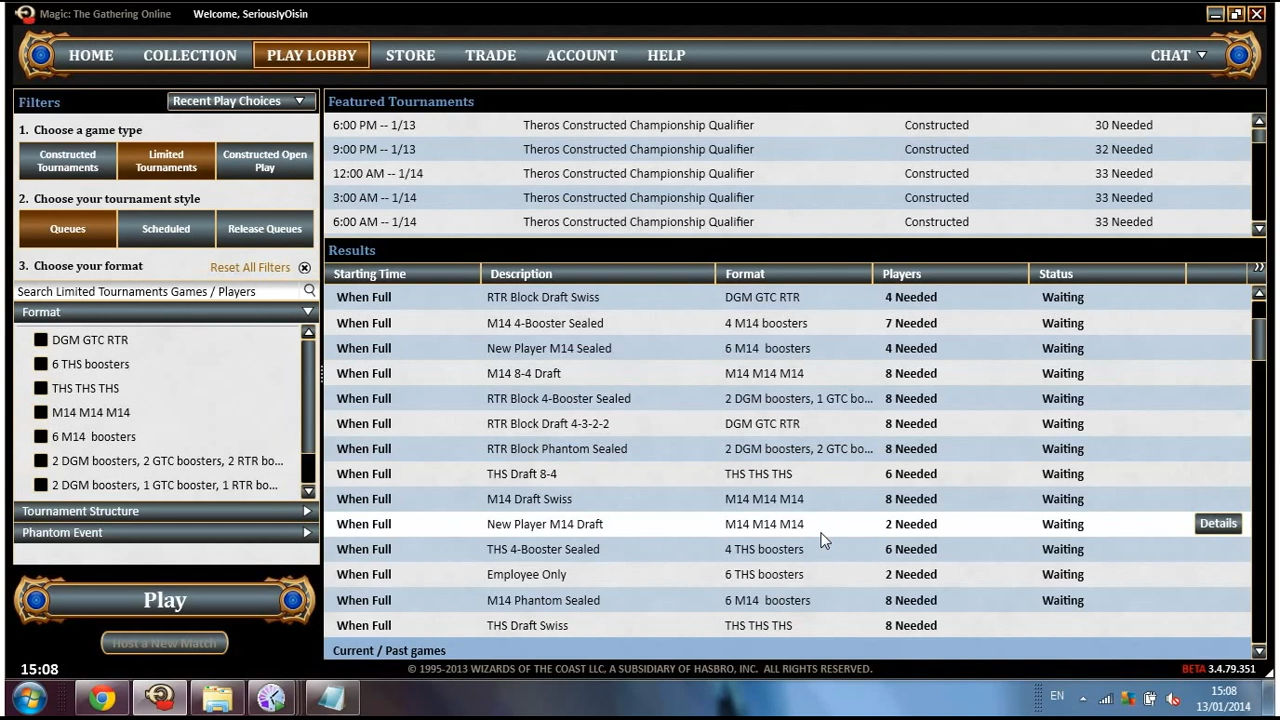 Magic: The Gathering Online Welcome, SeriouslyOisin
HOME COLLECTION PLAY LOBBY STORE TRADE ACCOUNT HELP CHAT
Filters Recent Play Choices
1. Choose a game type
Constructed Tournaments Limited Tournaments Constructed Open Play
2. Choose your tournament style
Queues Scheduled Release Queues
3. Choose your format Reset All Filters
Search Limited Tournaments Games / Players
Format
DGM GTC RTR
6 THS boosters
THS THS THS
M14 M14 M14
6 M14 boosters
2 DGM boosters, 2 GTC boosters, 2 RTR bo...
2 DGM boosters, 1 GTC booster, 1 RTR bo...
Tournament Structure
Phantom Event
Play
Host a New Match
15:08
Featured Tournaments
6:00 PM -- 1/13 Theros Constructed Championship Qualifier Constructed 30 Needed
9:00 PM -- 1/13 Theros Constructed Championship Qualifier Constructed 32 Needed
12:00 AM -- 1/14 Theros Constructed Championship Qualifier Constructed 33 Needed
3:00 AM -- 1/14 Theros Constructed Championship Qualifier Constructed 33 Needed
6:00 AM -- 1/14 Theros Constructed Championship Qualifier Constructed 33 Needed
Results
Starting Time Description Format Players Status
When Full RTR Block Draft Swiss DGM GTC RTR 4 Needed Waiting
When Full M14 4-Booster Sealed 4 M14 boosters 7 Needed Waiting
When Full New Player M14 Sealed 6 M14 boosters 4 Needed Waiting
When Full M14 8-4 Draft M14 M14 M14 8 Needed Waiting
When Full RTR Block 4-Booster Sealed 2 DGM boosters, 1 GTC bo... 8 Needed Waiting
When Full RTR Block Draft 4-3-2-2 DGM GTC RTR 8 Needed Waiting
When Full RTR Block Phantom Sealed 2 DGM boosters, 2 GTC bo... 8 Needed Waiting
When Full THS Draft 8-4 THS THS THS 6 Needed Waiting
When Full M14 Draft Swiss M14 M14 M14 8 Needed Waiting
When Full New Player M14 Draft M14 M14 M14 2 Needed Waiting Details
When Full THS 4-Booster Sealed 4 THS boosters 6 Needed Waiting
When Full Employee Only 6 THS boosters 2 Needed Waiting
When Full M14 Phantom Sealed 6 M14 boosters 8 Needed Waiting
When Full THS Draft Swiss THS THS THS 8 Needed
Current / Past games
© 1995-2013 WIZARDS OF THE COAST LLC, A SUBSIDIARY OF HASBRO, INC. ALL RIGHTS RESERVED. BETA 3.4.79.351
EN 15:08
13/01/2014